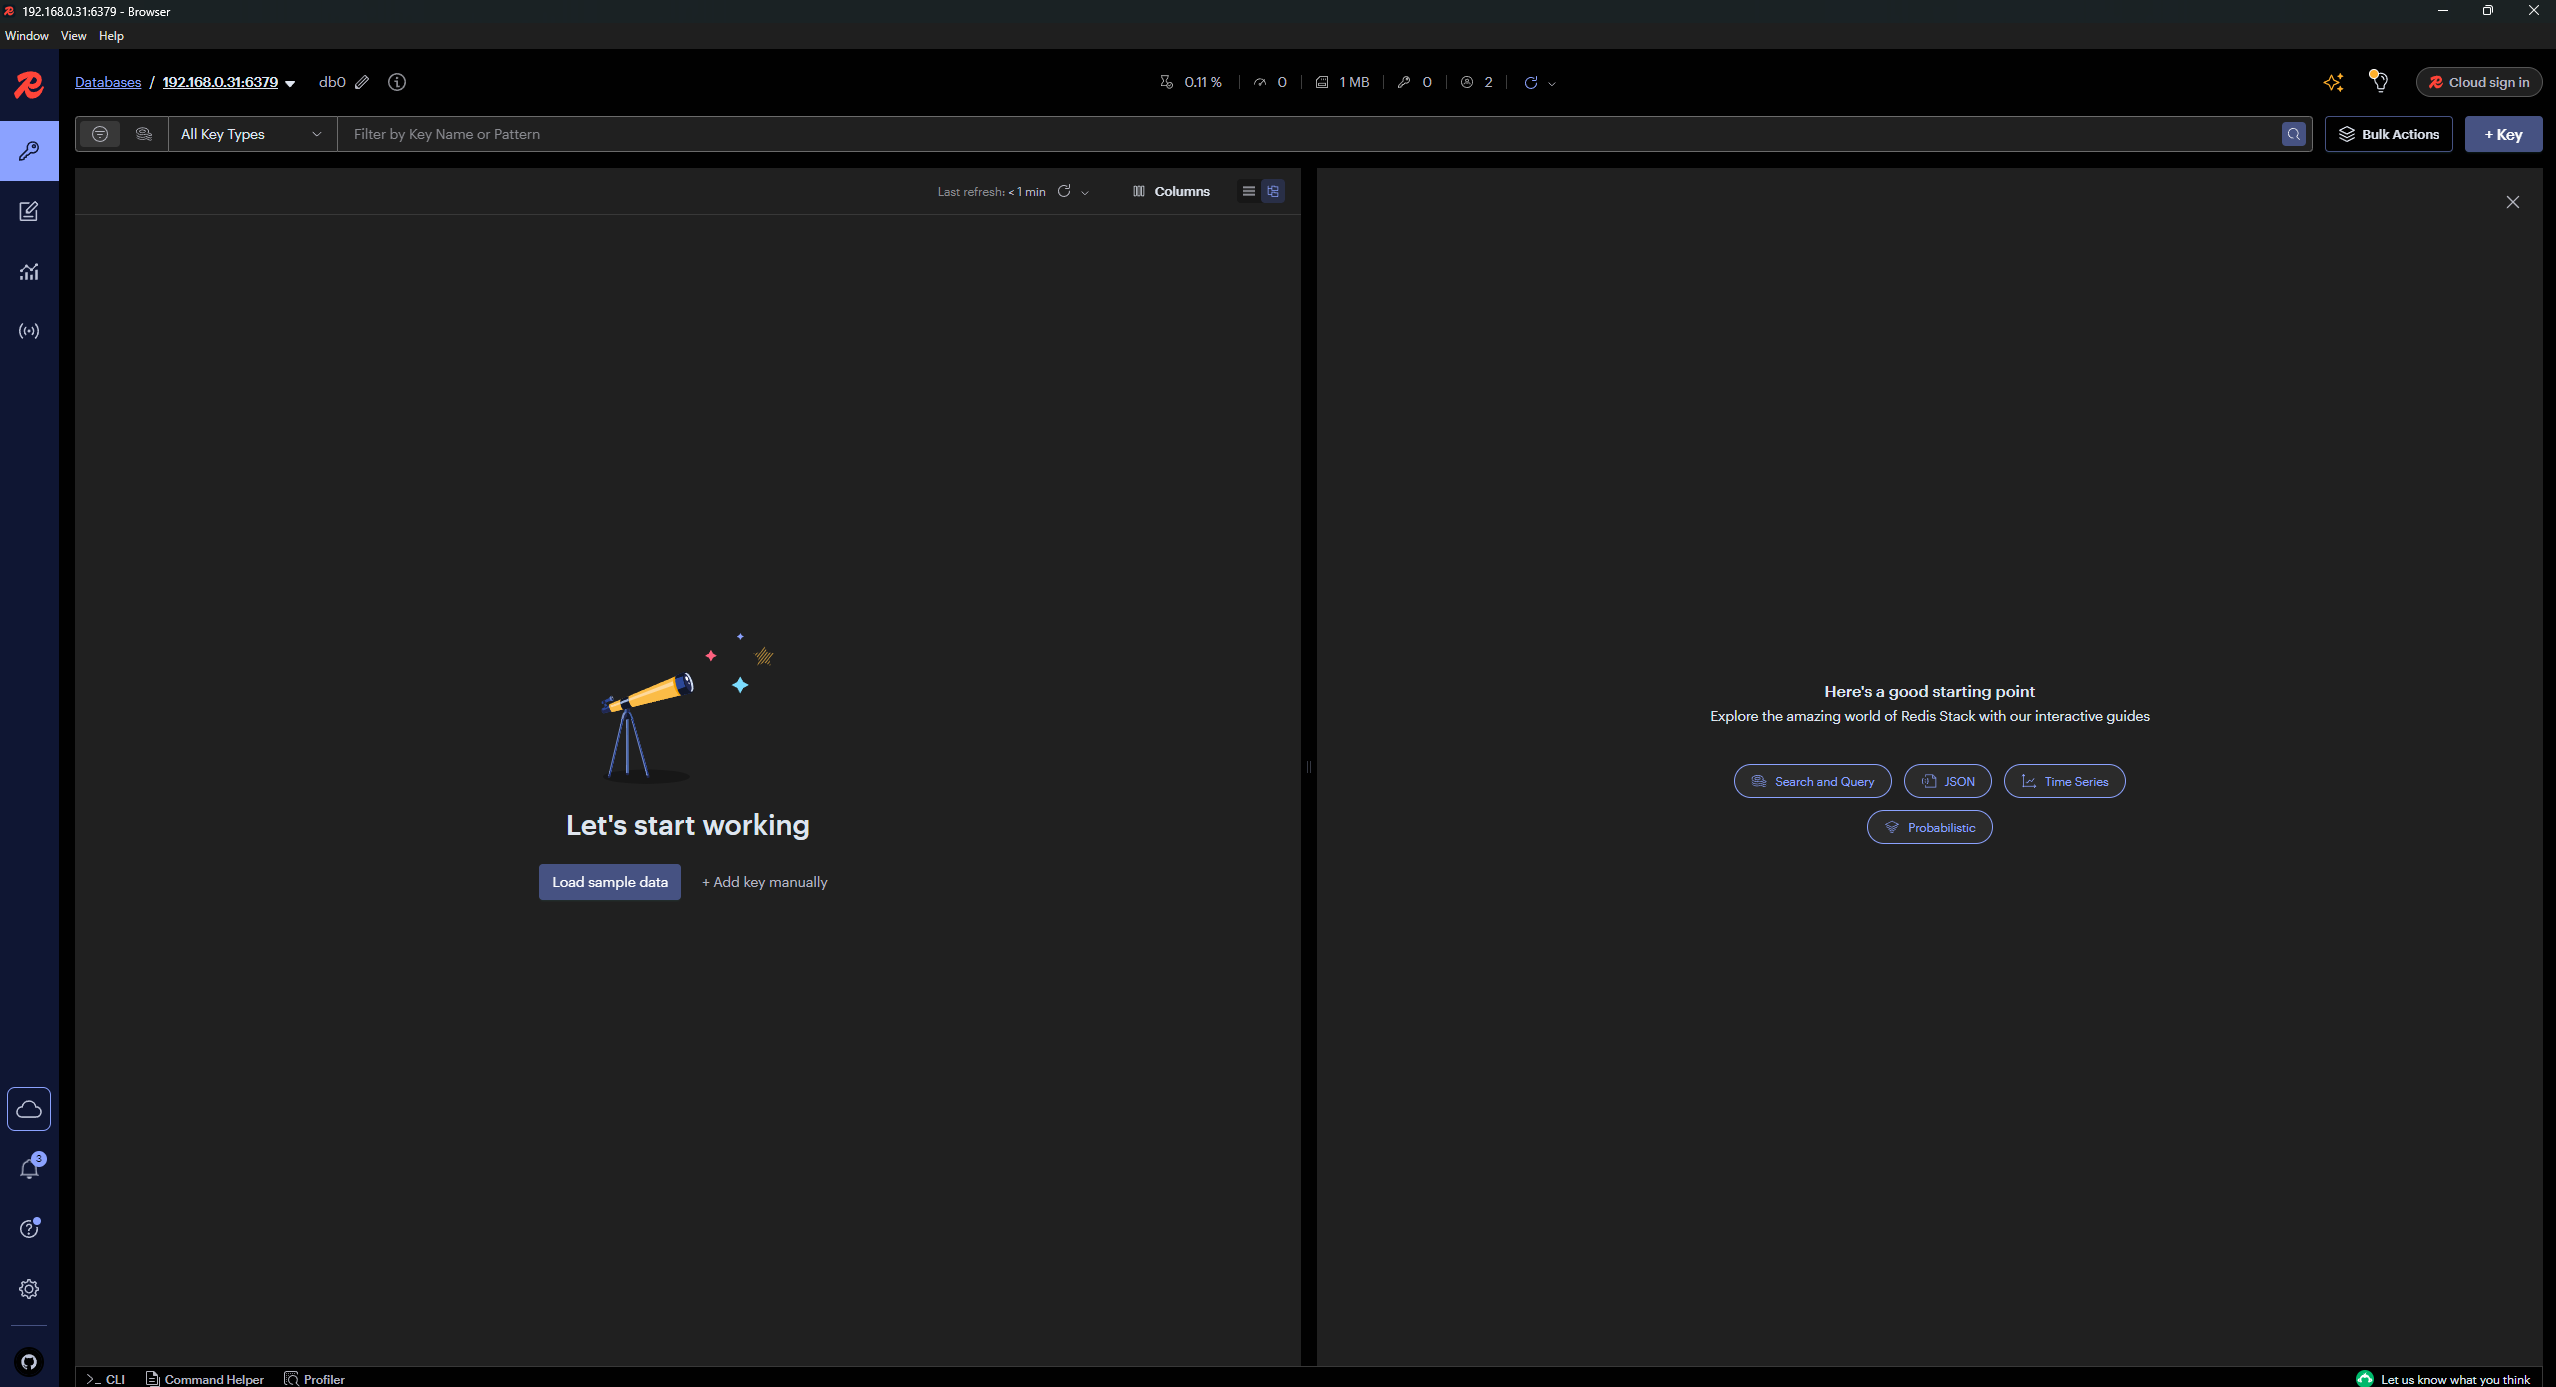 192.168.0.31:6379 - Browser
Window View Help
Databases / 192.168.0.31:6379 db0 0.11 % 0 1 MB 0 2 Cloud sign in
All Key Types Filter by Key Name or Pattern Bulk Actions + Key
Last refresh: < 1 min Columns
Let's start working
Load sample data + Add key manually
Here's a good starting point
Explore the amazing world of Redis Stack with our interactive guides
Search and Query JSON Time Series
Probabilistic
3
>_ CLI Command Helper Profiler Let us know what you think